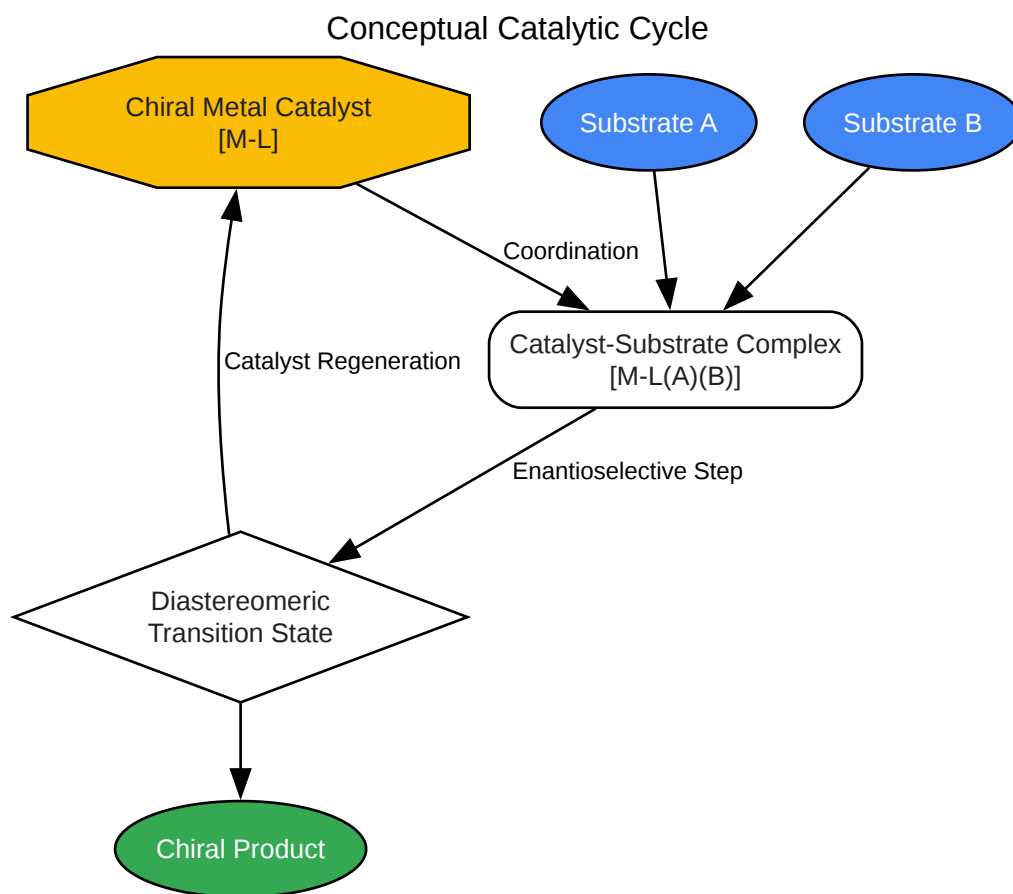 Conceptual Catalytic Cycle
Chiral Metal Catalyst
[M-L]
Substrate A
Substrate B
Coordination
Catalyst-Substrate Complex
[M-L(A)(B)]
Catalyst Regeneration
Enantioselective Step
Diastereomeric
Transition State
Chiral Product